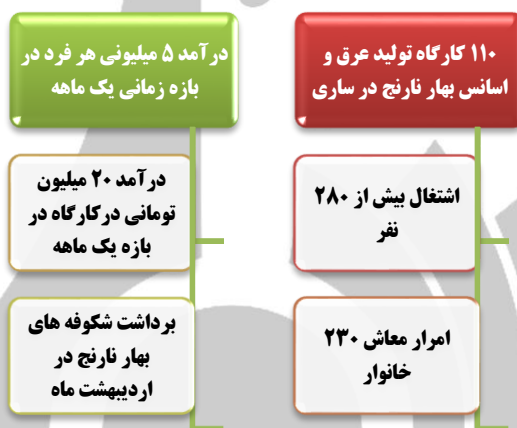 ۱۱۰ کارگاه تولید عرق و
اسانس بهار نارنج در ساری
اشتغال بیش از ۲۸۰
نفر
امرار معاش ۲۳۰
خانوار
درآمد ۵ میلیونی هر فرد در
بازه زمانی یک ماهه
درآمد ۲۰ میلیون
تومانی درکارگاه در
بازه یک ماهه
برداشت شکوفه های
بهار نارنج در
اردیبهشت ماه